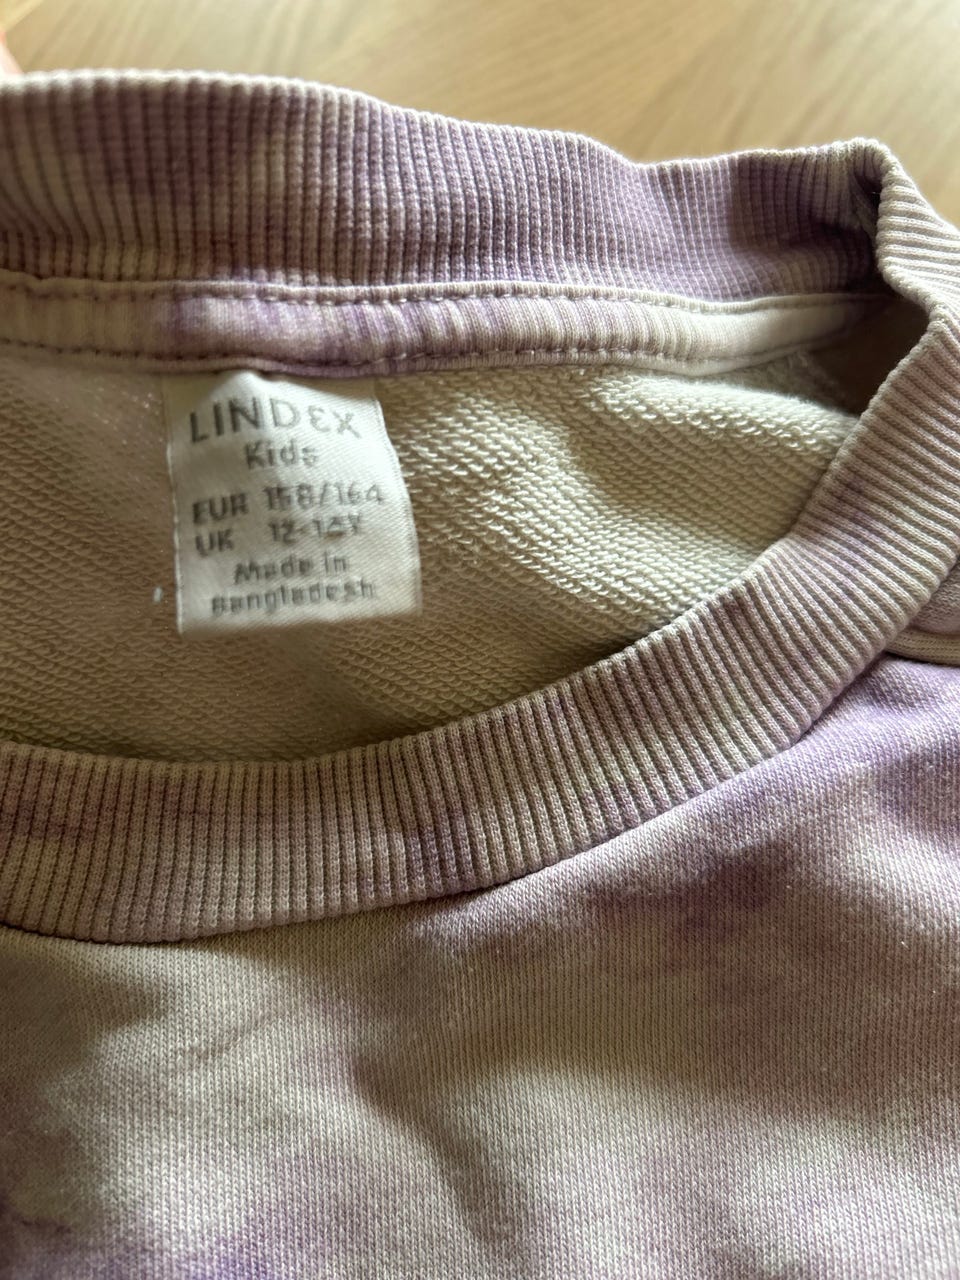 LINDEX
Kids
EUR 158/164
UK 12-14Y
Made in
Bangladesh